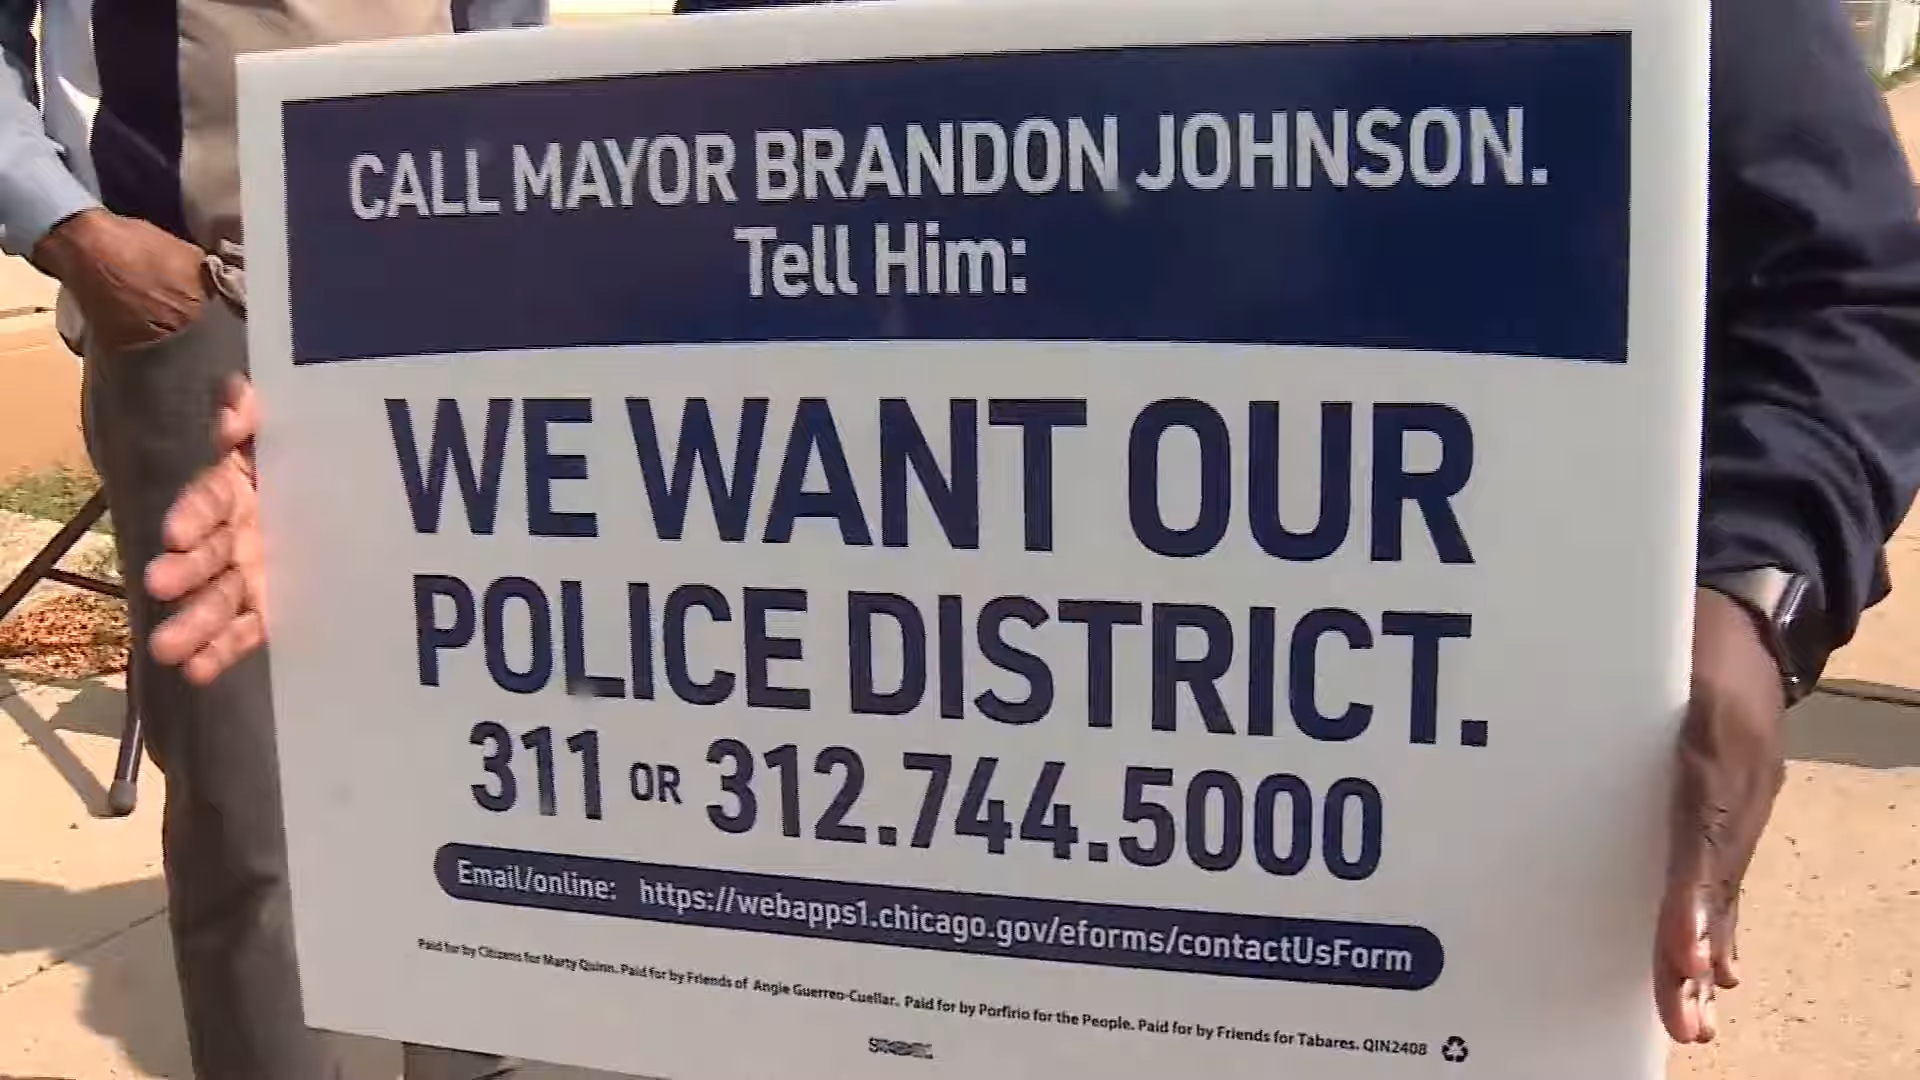 CALL MAYOR BRANDON JOHNSON.
Tell Him:
WE WANT OUR
POLICE DISTRICT.
311 OR 312.744.5000
Email/online: https://webapps1.chicago.gov/eforms/contactUsForm
Paid for by Citizens for Marty Quinn. Paid for by Friends of Angie Guerreo-Cuellar. Paid for by Porfirio for the People. Paid for by Friends for Tabares. QIN2408